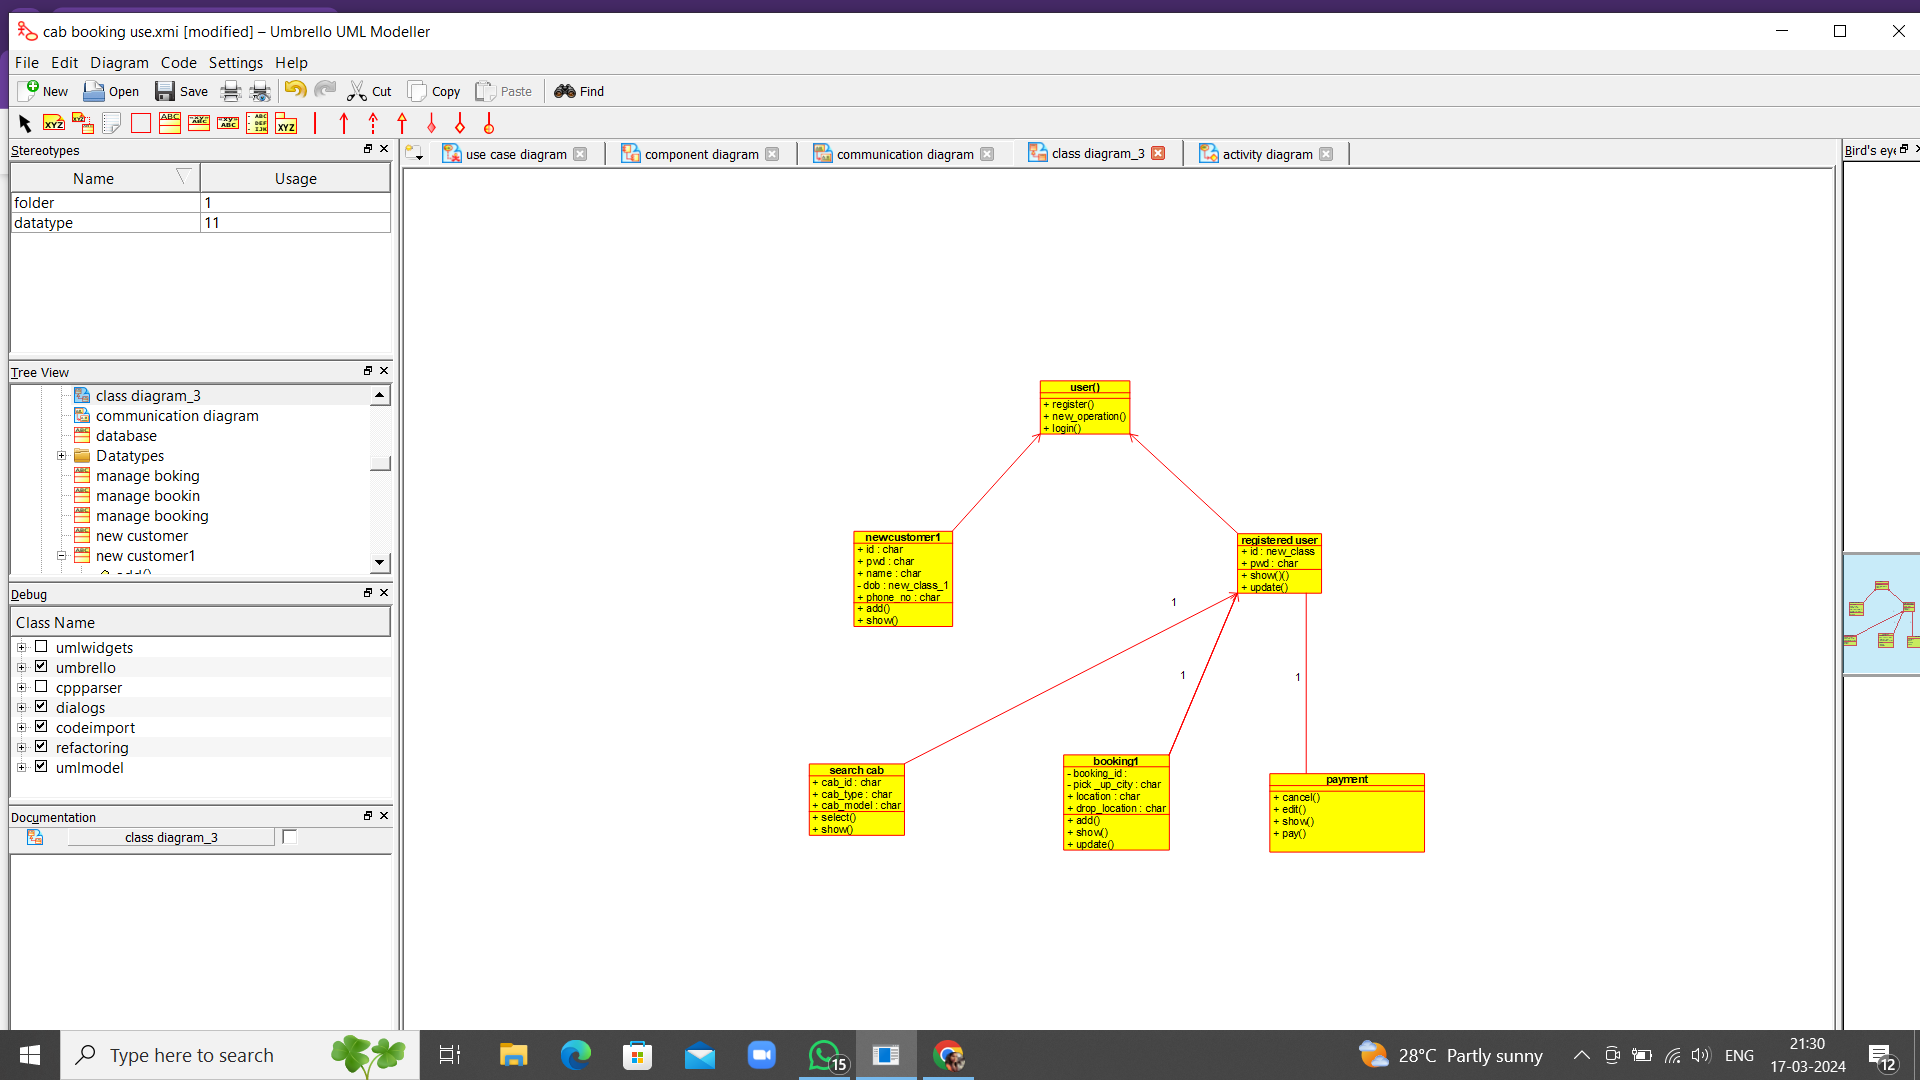 cab booking use.xmi [modified] – Umbrello UML Modeller
File Edit Diagram Code Settings Help
New Open Save Cut Copy Paste Find
Stereotypes
Name Usage
folder 1
datatype 11
Tree View
class diagram_3
communication diagram
database
Datatypes
manage boking
manage bookin
manage booking
new customer
new customer1
add()
Debug
Class Name
umlwidgets
umbrello
cppparser
dialogs
codeimport
refactoring
umlmodel
Documentation
class diagram_3
use case diagram component diagram communication diagram class diagram_3 activity diagram
Bird's eye
user()
+ register()
+ new_operation()
+ login()
newcustomer1
+ id : char
+ pwd : char
+ name : char
- dob : new_class_1
+ phone_no : char
+ add()
+ show()
registered user
+ id : new_class
+ pwd : char
+ show()()
+ update()
1
1
1
search cab
+ cab_id : char
+ cab_type : char
+ cab_model : char
+ select()
+ show()
booking1
- booking_id :
- pick _up_city : char
+ location : char
+ drop_location : char
+ add()
+ show()
+ update()
payment
+ cancel()
+ edit()
+ show()
+ pay()
Type here to search
15
28°C Partly sunny
ENG
21:30
17-03-2024
12